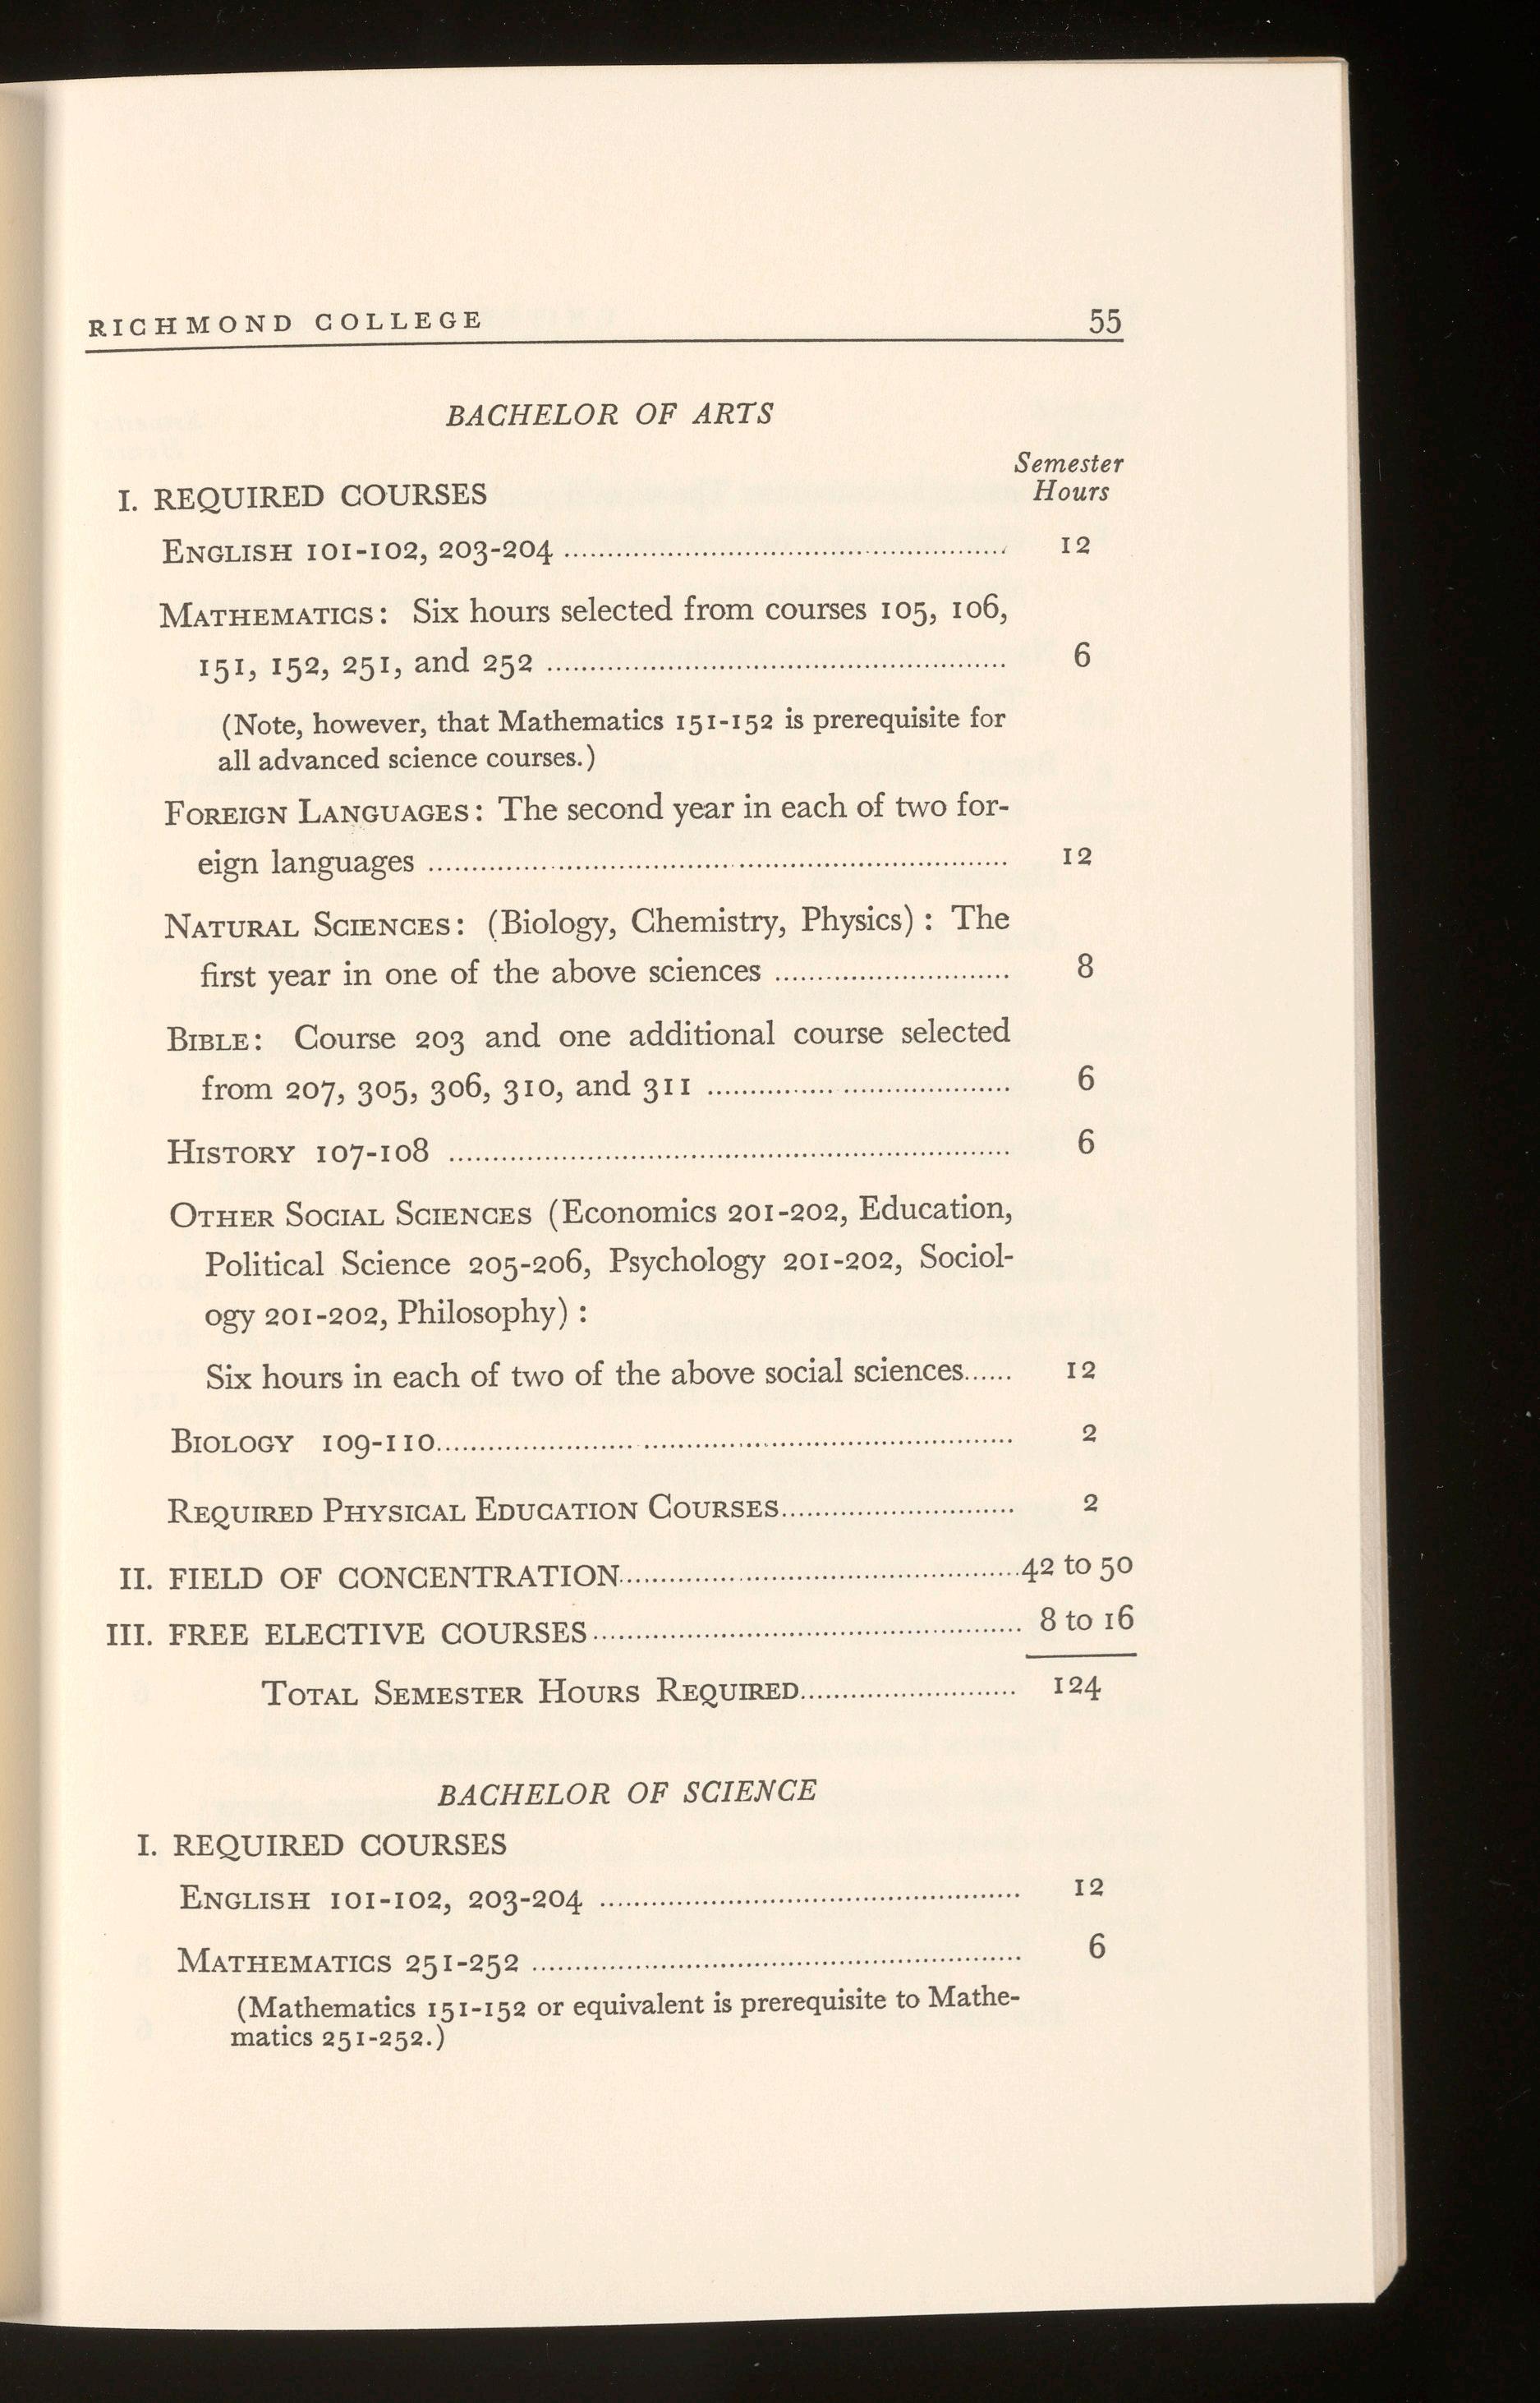 RICHMOND COLLEGE 55
BACHELOR OF ARTS
Semester
Hours
I. REQUIRED COURSES
ENGLISH 101-102, 203-204 .......... 12
MATHEMATICS: Six hours selected from courses 105, 106,
151, 152, 251, and 252 .......... 6
(Note, however, that Mathematics 151-152 is prerequisite for
all advanced science courses.)
FOREIGN LANGUAGES: The second year in each of two for-
eign languages .......... 12
NATURAL SCIENCES: (Biology, Chemistry, Physics): The
first year in one of the above sciences .......... 8
BIBLE: Course 203 and one additional course selected
from 207, 305, 306, 310, and 311 .......... 6
HISTORY 107-108 .......... 6
OTHER SOCIAL SCIENCES (Economics 201-202, Education,
Political Science 205-206, Psychology 201-202, Sociol-
ogy 201-202, Philosophy):
Six hours in each of two of the above social sciences...... 12
BIOLOGY 109-110.......... 2
REQUIRED PHYSICAL EDUCATION COURSES.......... 2
II. FIELD OF CONCENTRATION..........42 to 50
III. FREE ELECTIVE COURSES.......... 8 to 16
TOTAL SEMESTER HOURS REQUIRED.......... 124
BACHELOR OF SCIENCE
I. REQUIRED COURSES
ENGLISH 101-102, 203-204 .......... 12
MATHEMATICS 251-252 .......... 6
(Mathematics 151-152 or equivalent is prerequisite to Mathe-
matics 251-252.)